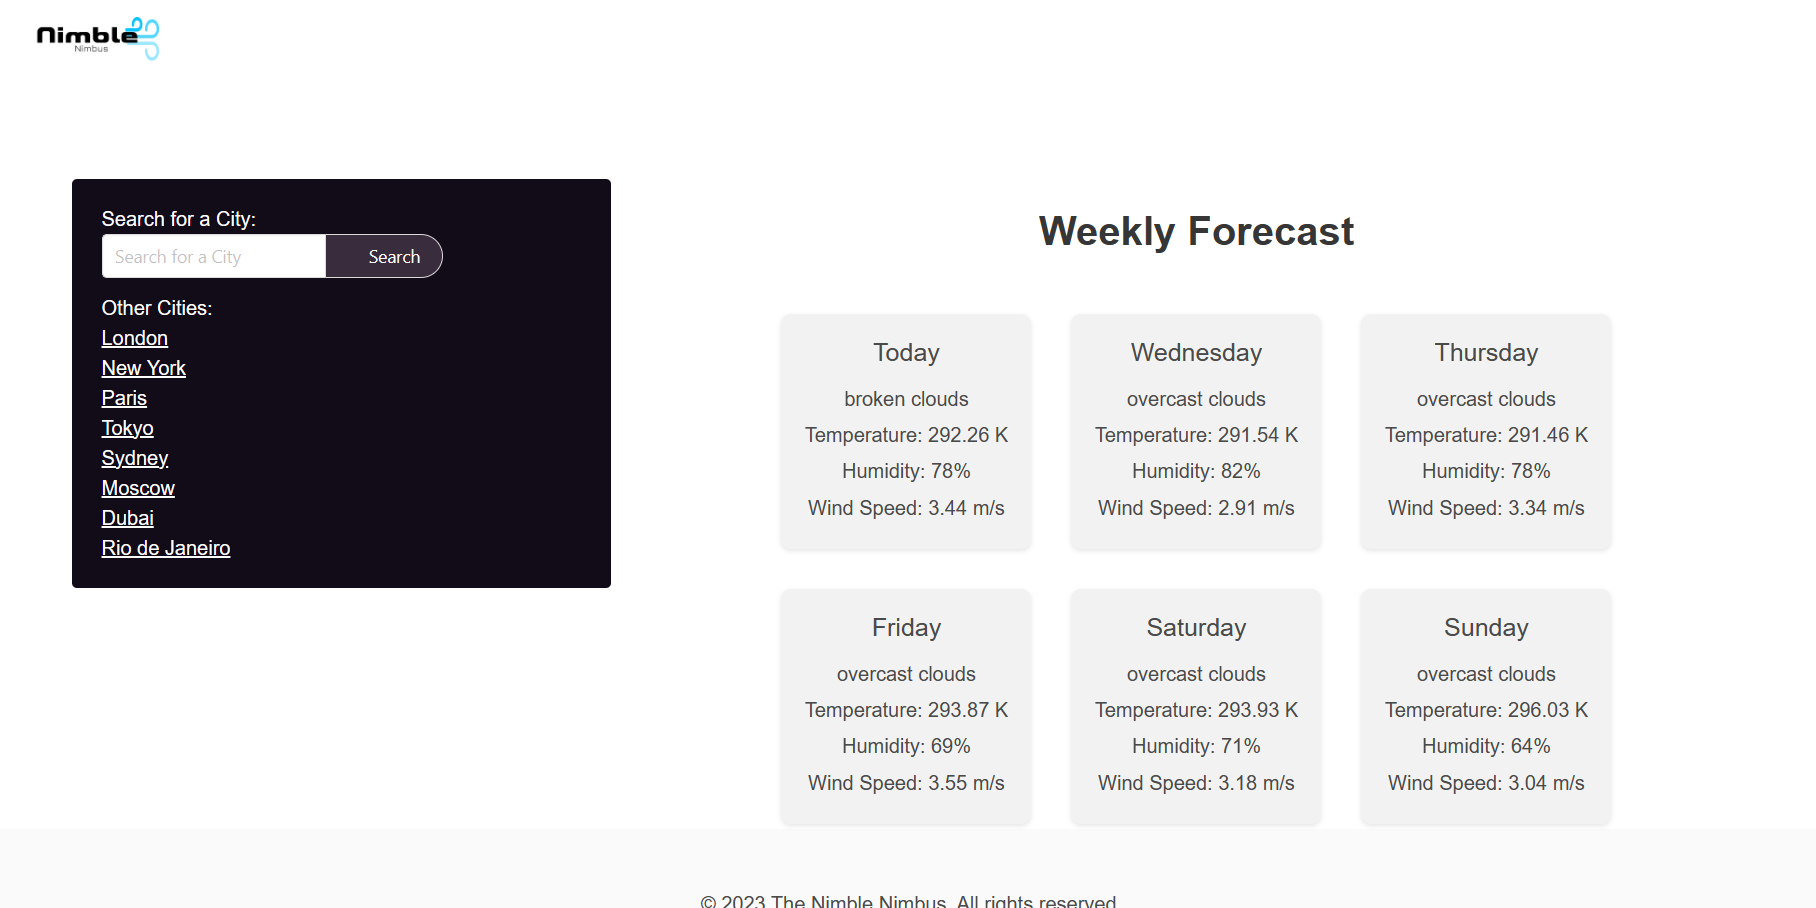 Nimble
Nimbus
Search for a City:
Search for a City
Search
Other Cities:
London
New York
Paris
Tokyo
Sydney
Moscow
Dubai
Rio de Janeiro
Weekly Forecast
Today
broken clouds
Temperature: 292.26 K
Humidity: 78%
Wind Speed: 3.44 m/s
Wednesday
overcast clouds
Temperature: 291.54 K
Humidity: 82%
Wind Speed: 2.91 m/s
Thursday
overcast clouds
Temperature: 291.46 K
Humidity: 78%
Wind Speed: 3.34 m/s
Friday
overcast clouds
Temperature: 293.87 K
Humidity: 69%
Wind Speed: 3.55 m/s
Saturday
overcast clouds
Temperature: 293.93 K
Humidity: 71%
Wind Speed: 3.18 m/s
Sunday
overcast clouds
Temperature: 296.03 K
Humidity: 64%
Wind Speed: 3.04 m/s
© 2023 The Nimble Nimbus. All rights reserved.